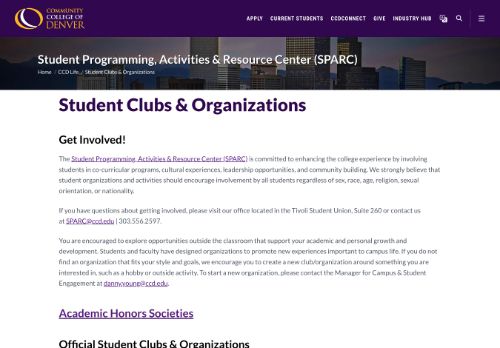 COMMUNITY
COLLEGE OF
DENVER
APPLY CURRENT STUDENTS CCDCONNECT GIVE INDUSTRY HUB
Student Programming, Activities & Resource Center (SPARC)
Home / CCD Life / Student Clubs & Organizations
Student Clubs & Organizations
Get Involved!
The Student Programming, Activities & Resource Center (SPARC) is committed to enhancing the college experience by involving
students in co-curricular programs, cultural experiences, leadership opportunities, and community building. We strongly believe that
student organizations and activities should encourage involvement by all students regardless of sex, race, age, religion, sexual
orientation, or nationality.
If you have questions about getting involved, please visit our office located in the Tivoli Student Union, Suite 260 or contact us
at SPARC@ccd.edu | 303.556.2597.
You are encouraged to explore opportunities outside the classroom that support your academic and personal growth and
development. Students and faculty have designed organizations to promote new experiences important to campus life. If you do not
find an organization that fits your style and goals, we encourage you to create a new club/organization around something you are
interested in, such as a hobby or outside activity. To start a new organization, please contact the Manager for Campus & Student
Engagement at danny.young@ccd.edu.
Academic Honors Societies
Official Student Clubs & Organizations